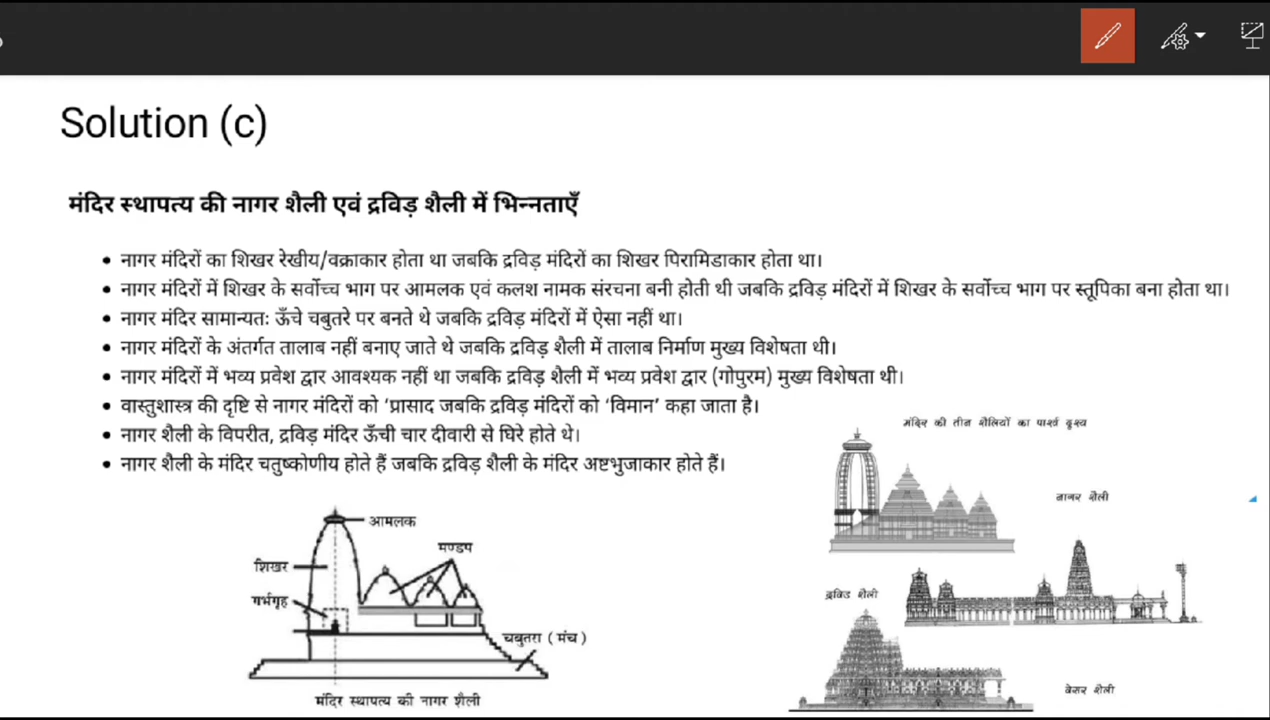 Solution (c)
मंदिर स्थापत्य की नागर शैली एवं द्रविड़ शैली में भिन्नताएँ
• नागर मंदिरों का शिखर रेखीय/वक्राकार होता था जबकि द्रविड़ मंदिरों का शिखर पिरामिडाकार होता था।
• नागर मंदिरों में शिखर के सर्वोच्च भाग पर आमलक एवं कलश नामक संरचना बनी होती थी जबकि द्रविड़ मंदिरों में शिखर के सर्वोच्च भाग पर स्तूपिका बना होता था।
• नागर मंदिर सामान्यतः ऊँचे चबुतरे पर बनते थे जबकि द्रविड़ मंदिरों में ऐसा नहीं था।
• नागर मंदिरों के अंतर्गत तालाब नहीं बनाए जाते थे जबकि द्रविड़ शैली में तालाब निर्माण मुख्य विशेषता थी।
• नागर मंदिरों में भव्य प्रवेश द्वार आवश्यक नहीं था जबकि द्रविड़ शैली में भव्य प्रवेश द्वार (गोपुरम) मुख्य विशेषता थी।
• वास्तुशास्त्र की दृष्टि से नागर मंदिरों को ‘प्रासाद जबकि द्रविड़ मंदिरों को ‘विमान’ कहा जाता है।
• नागर शैली के विपरीत, द्रविड़ मंदिर ऊँची चार दीवारी से घिरे होते थे।
• नागर शैली के मंदिर चतुष्कोणीय होते हैं जबकि द्रविड़ शैली के मंदिर अष्टभुजाकार होते हैं।
आमलक
मण्डप
शिखर
गर्भगृह
चबुतरा (मंच)
मंदिर स्थापत्य की नागर शैली
मंदिर की तीन शैलियों का पार्श्व दृश्य
नागर शैली
द्रविड शैली
वेसर शैली